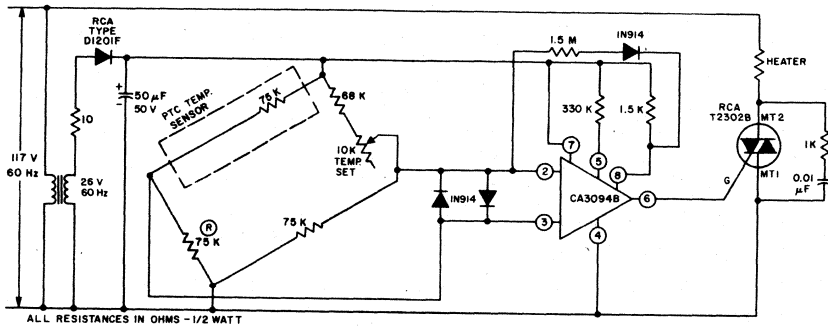 RCA
TYPE
D1201F
+
50 µF
50 V
-
10
117 V
60 Hz
26 V
60 Hz
PTC TEMP.
SENSOR
75 K
68 K
10K
TEMP.
SET
R
75 K
75 K
1N914
1.5 M
1N914
330 K
1.5 K
2
3
7
5
8
6
4
CA3094B
HEATER
RCA
T2302B
MT2
MT1
G
1K
0.01
µF
ALL RESISTANCES IN OHMS - 1/2 WATT